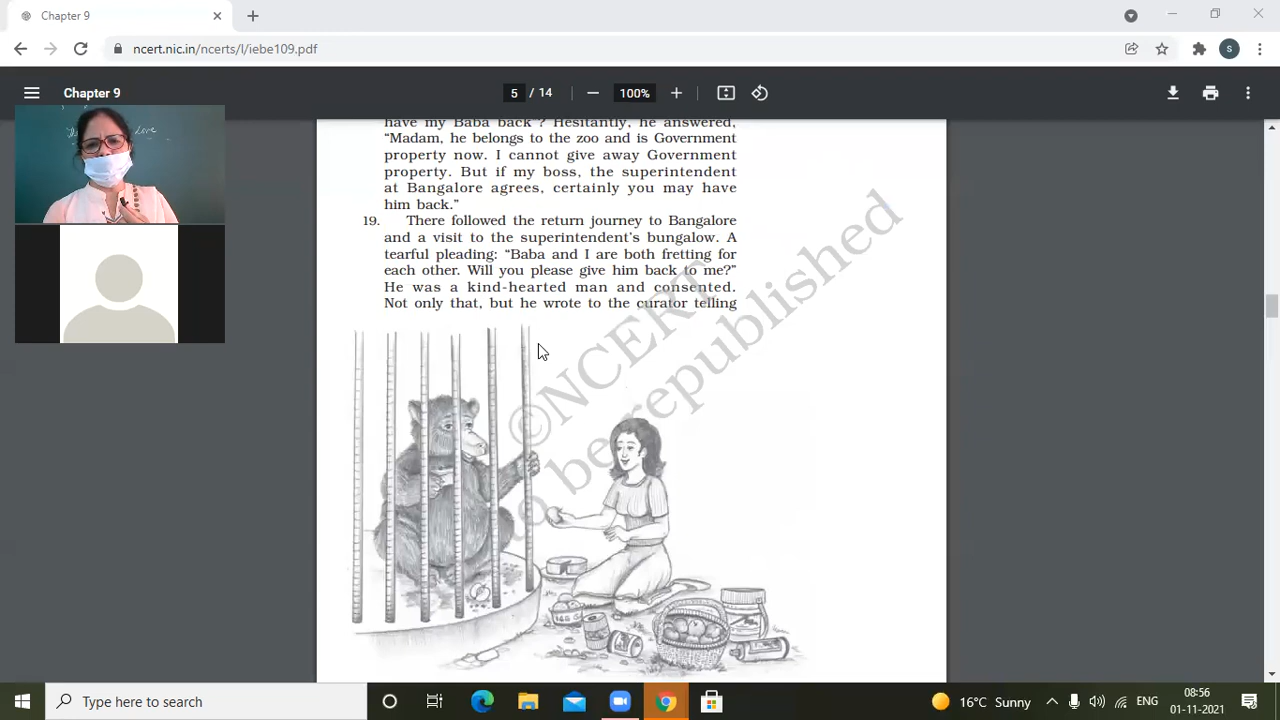 Chapter 9
ncert.nic.in/ncerts/l/iebe109.pdf
S
Chapter 9
5 / 14
100%
love
have my Baba back”? Hesitantly, he answered,
“Madam, he belongs to the zoo and is Government
property now. I cannot give away Government
property. But if my boss, the superintendent
at Bangalore agrees, certainly you may have
him back.”
19. There followed the return journey to Bangalore
and a visit to the superintendent’s bungalow. A
tearful pleading: “Baba and I are both fretting for
each other. Will you please give him back to me?”
He was a kind-hearted man and consented.
Not only that, but he wrote to the curator telling
©NCERT
o be republished
Type here to search
16°C Sunny
ENG
08:56
01-11-2021